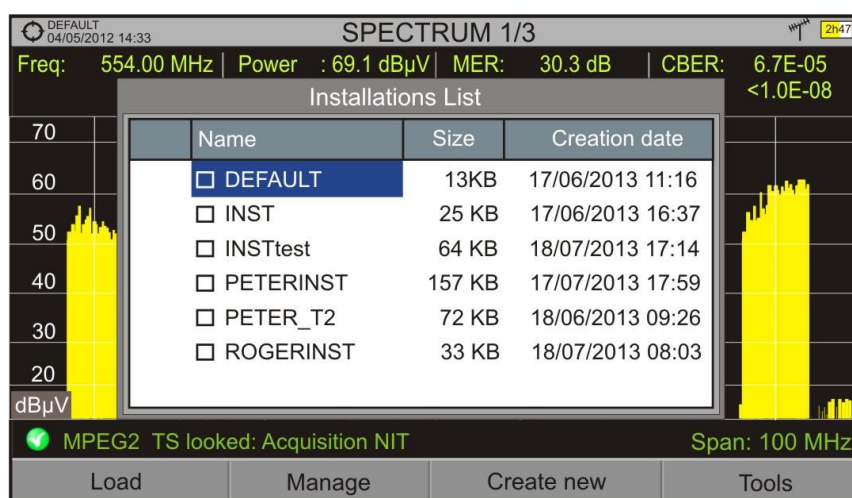 DEFAULT
04/05/2012 14:33
SPECTRUM 1/3
2h47
Freq: 554.00 MHz | Power : 69.1 dBµV | MER: 30.3 dB | CBER: 6.7E-05
<1.0E-08
Installations List
Name Size Creation date
DEFAULT 13KB 17/06/2013 11:16
INST 25 KB 17/06/2013 16:37
INSTtest 64 KB 18/07/2013 17:14
PETERINST 157 KB 17/07/2013 17:59
PETER_T2 72 KB 18/06/2013 09:26
ROGERINST 33 KB 18/07/2013 08:03
70
60
50
40
30
20
dBµV
MPEG2 TS looked: Acquisition NIT Span: 100 MHz
Load Manage Create new Tools